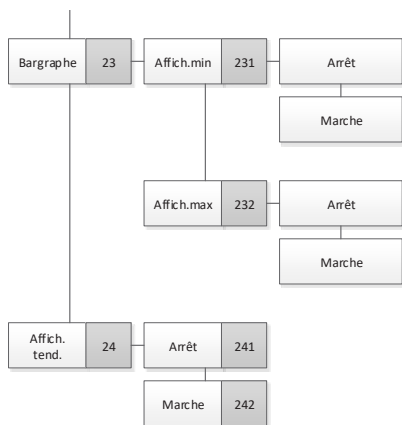 Bargraphe 23 Affich.min 231 Arrêt
Marche
Affich.max 232 Arrêt
Marche
Affich.
tend. 24 Arrêt 241
Marche 242